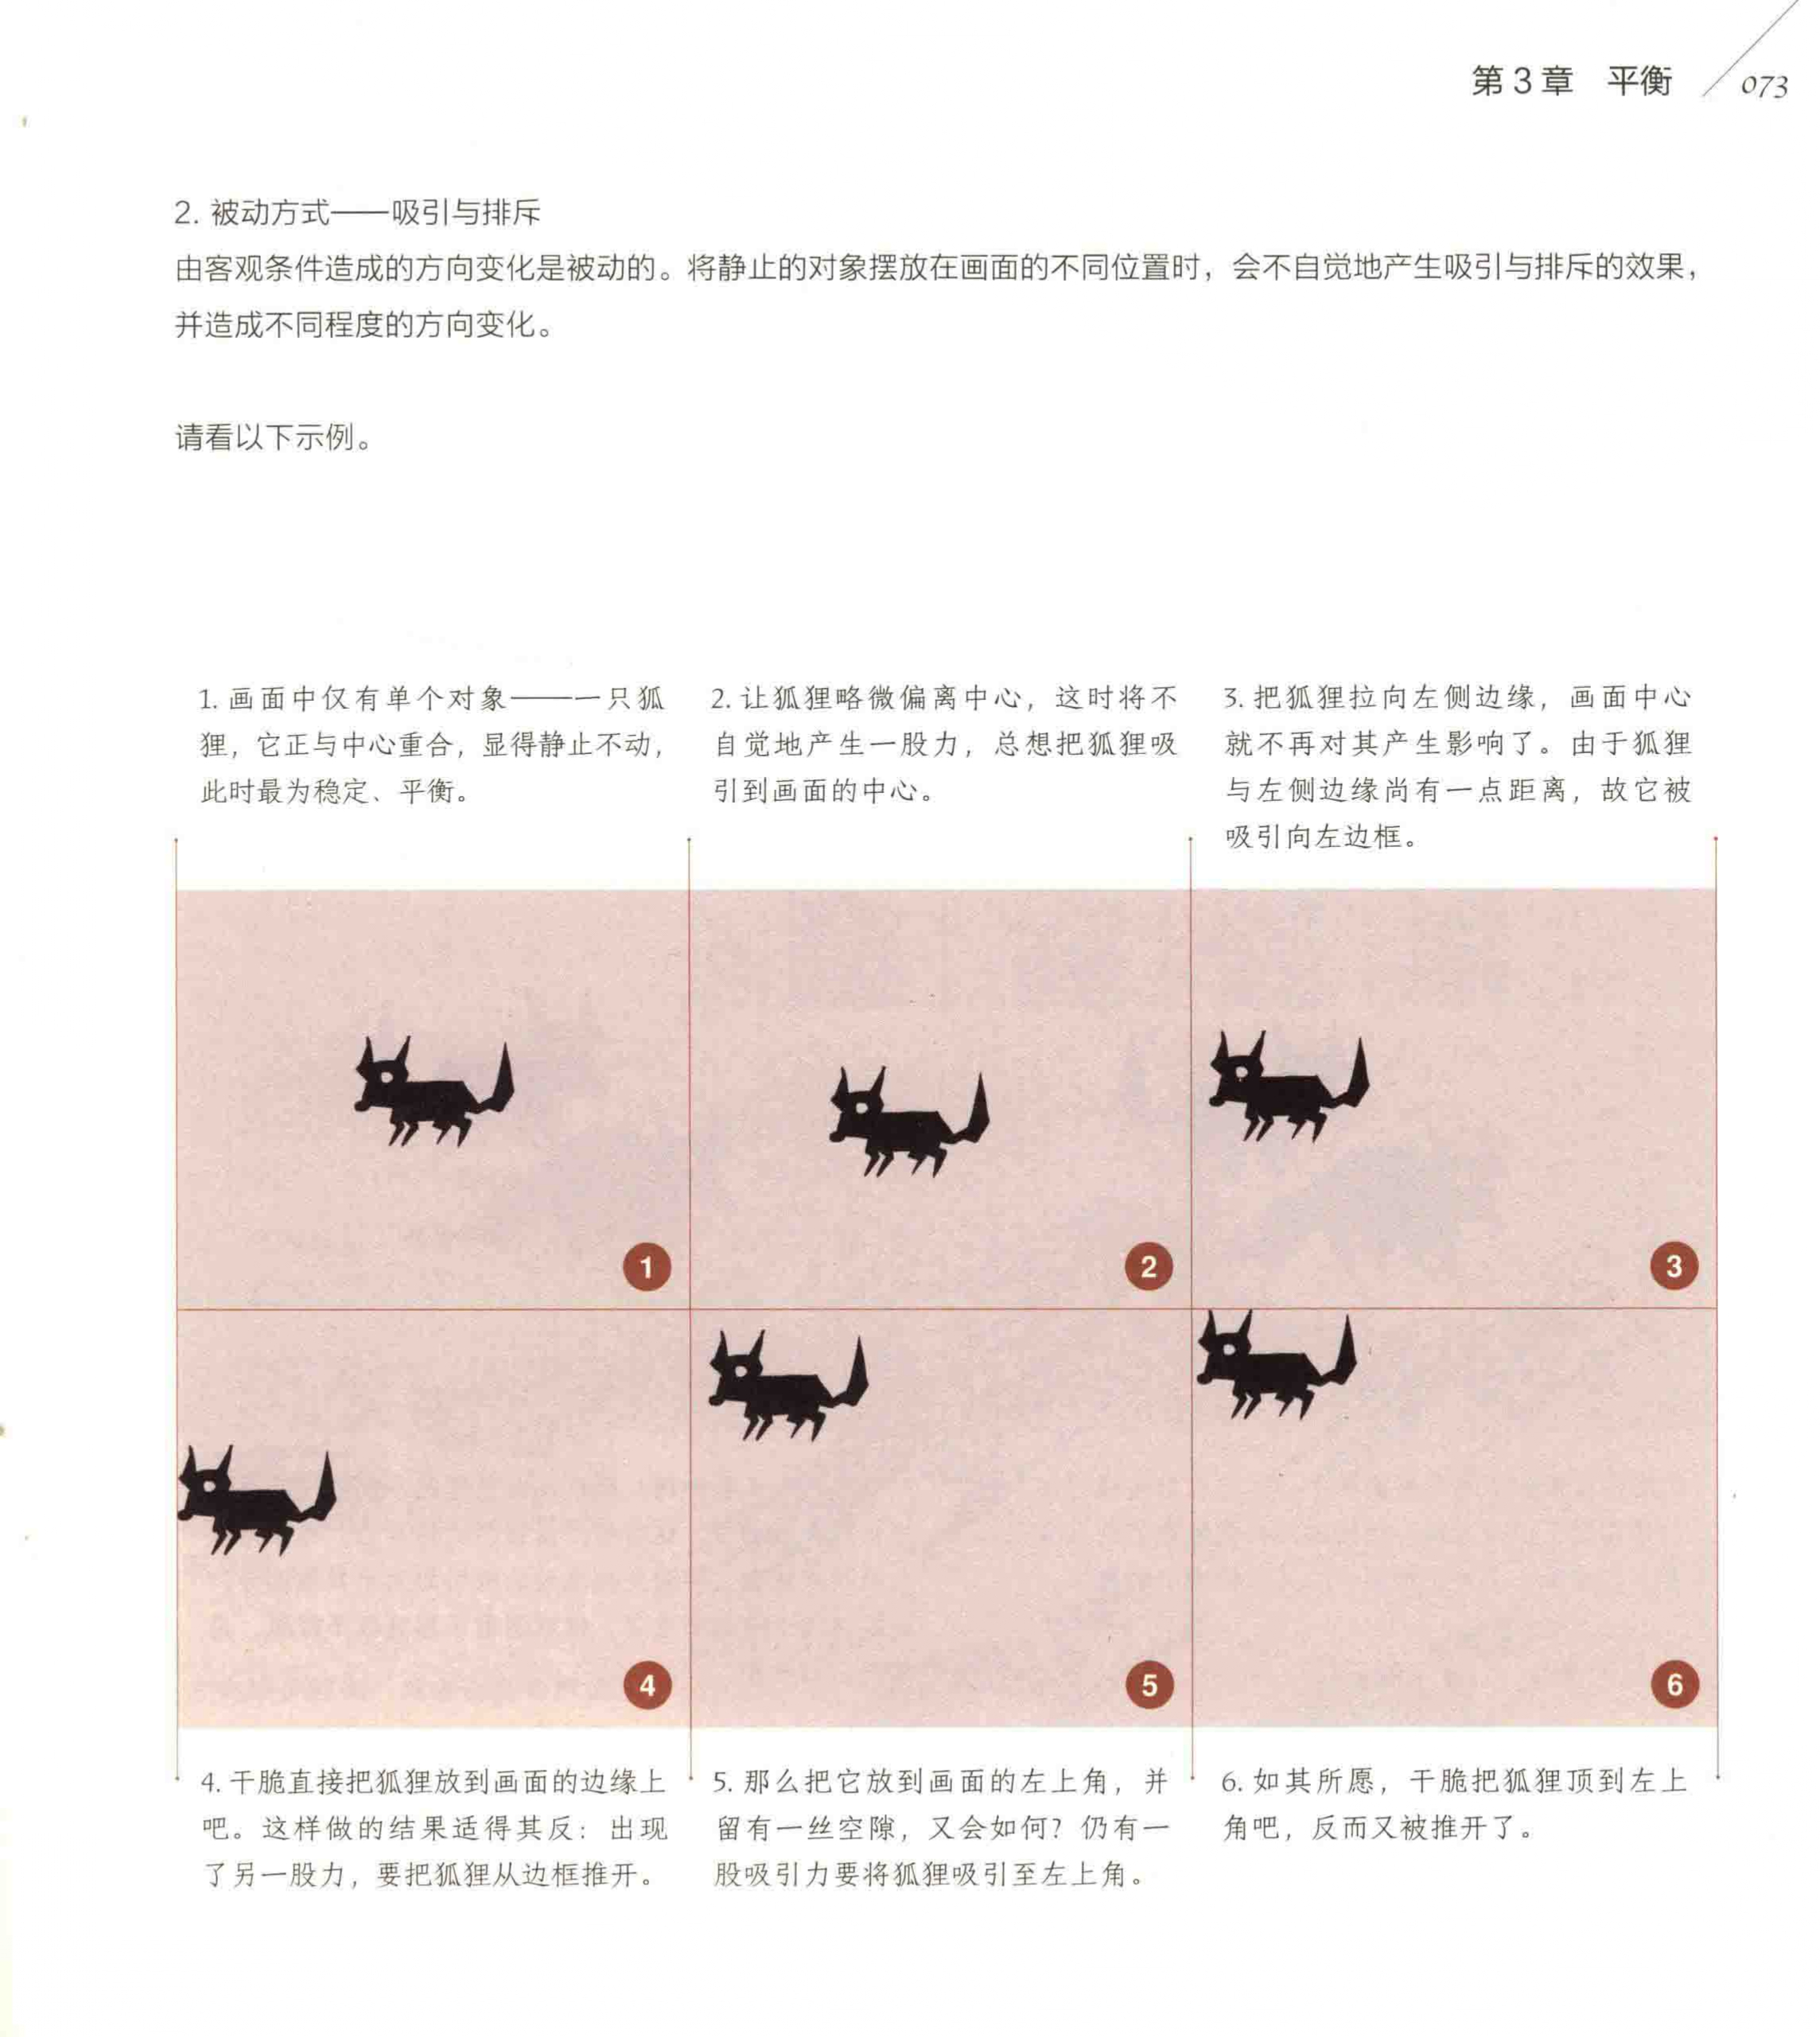 第 3 章　平衡　073
2. 被动方式——吸引与排斥
由客观条件造成的方向变化是被动的。将静止的对象摆放在画面的不同位置时，会不自觉地产生吸引与排斥的效果，
并造成不同程度的方向变化。
请看以下示例。
1. 画面中仅有单个对象——一只狐
狸，它正与中心重合，显得静止不动，
此时最为稳定、平衡。
2. 让狐狸略微偏离中心，这时将不
自觉地产生一股力，总想把狐狸吸
引到画面的中心。
3. 把狐狸拉向左侧边缘，画面中心
就不再对其产生影响了。由于狐狸
与左侧边缘尚有一点距离，故它被
吸引向左边框。
1
2
3
4
5
6
4. 干脆直接把狐狸放到画面的边缘上
吧。这样做的结果适得其反：出现
了另一股力，要把狐狸从边框推开。
5. 那么把它放到画面的左上角，并
留有一丝空隙，又会如何？仍有一
股吸引力要将狐狸吸引至左上角。
6. 如其所愿，干脆把狐狸顶到左上
角吧，反而又被推开了。